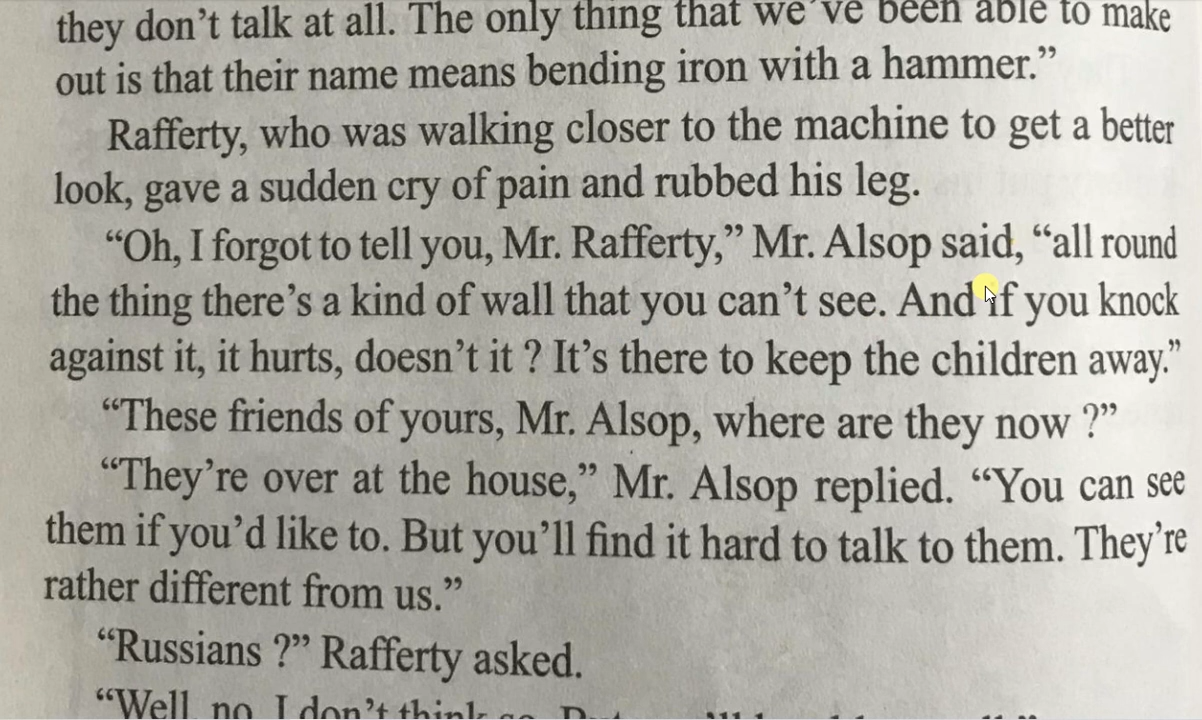 they don’t talk at all. The only thing that we’ve been able to make
out is that their name means bending iron with a hammer.”
Rafferty, who was walking closer to the machine to get a better
look, gave a sudden cry of pain and rubbed his leg.
“Oh, I forgot to tell you, Mr. Rafferty,” Mr. Alsop said, “all round
the thing there’s a kind of wall that you can’t see. And if you knock
against it, it hurts, doesn’t it ? It’s there to keep the children away.”
“These friends of yours, Mr. Alsop, where are they now ?”
“They’re over at the house,” Mr. Alsop replied. “You can see
them if you’d like to. But you’ll find it hard to talk to them. They’re
rather different from us.”
“Russians ?” Rafferty asked.
“Well, no, I don’t think so.